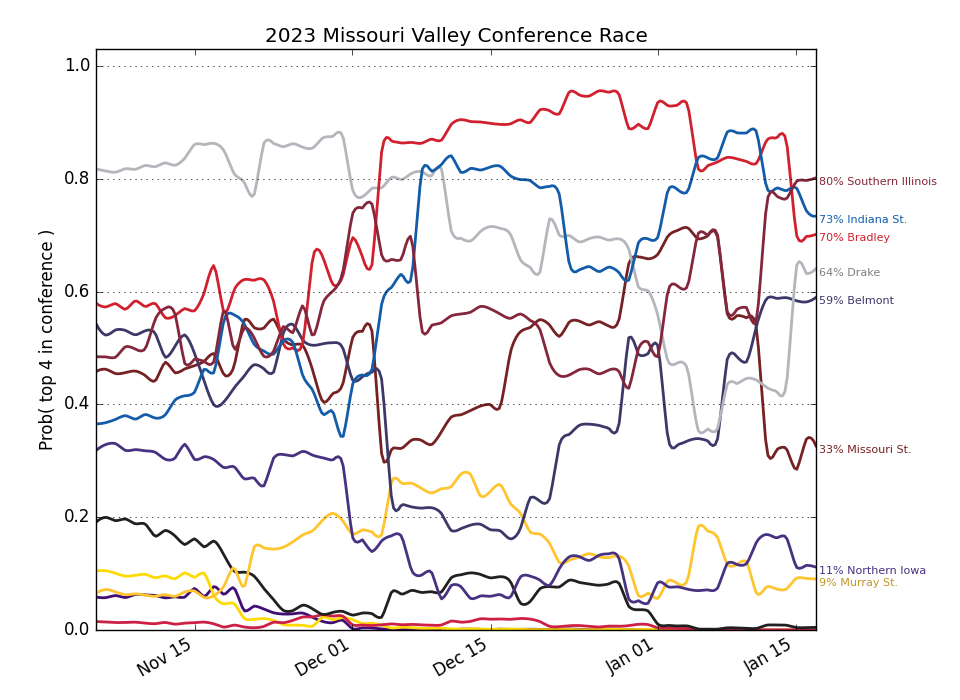 2023 Missouri Valley Conference Race
Prob( top 4 in conference )
1.0
0.8
0.6
0.4
0.2
0.0
Nov 15
Dec 01
Dec 15
Jan 01
Jan 15
80% Southern Illinois
73% Indiana St.
70% Bradley
64% Drake
59% Belmont
33% Missouri St.
11% Northern Iowa
9% Murray St.